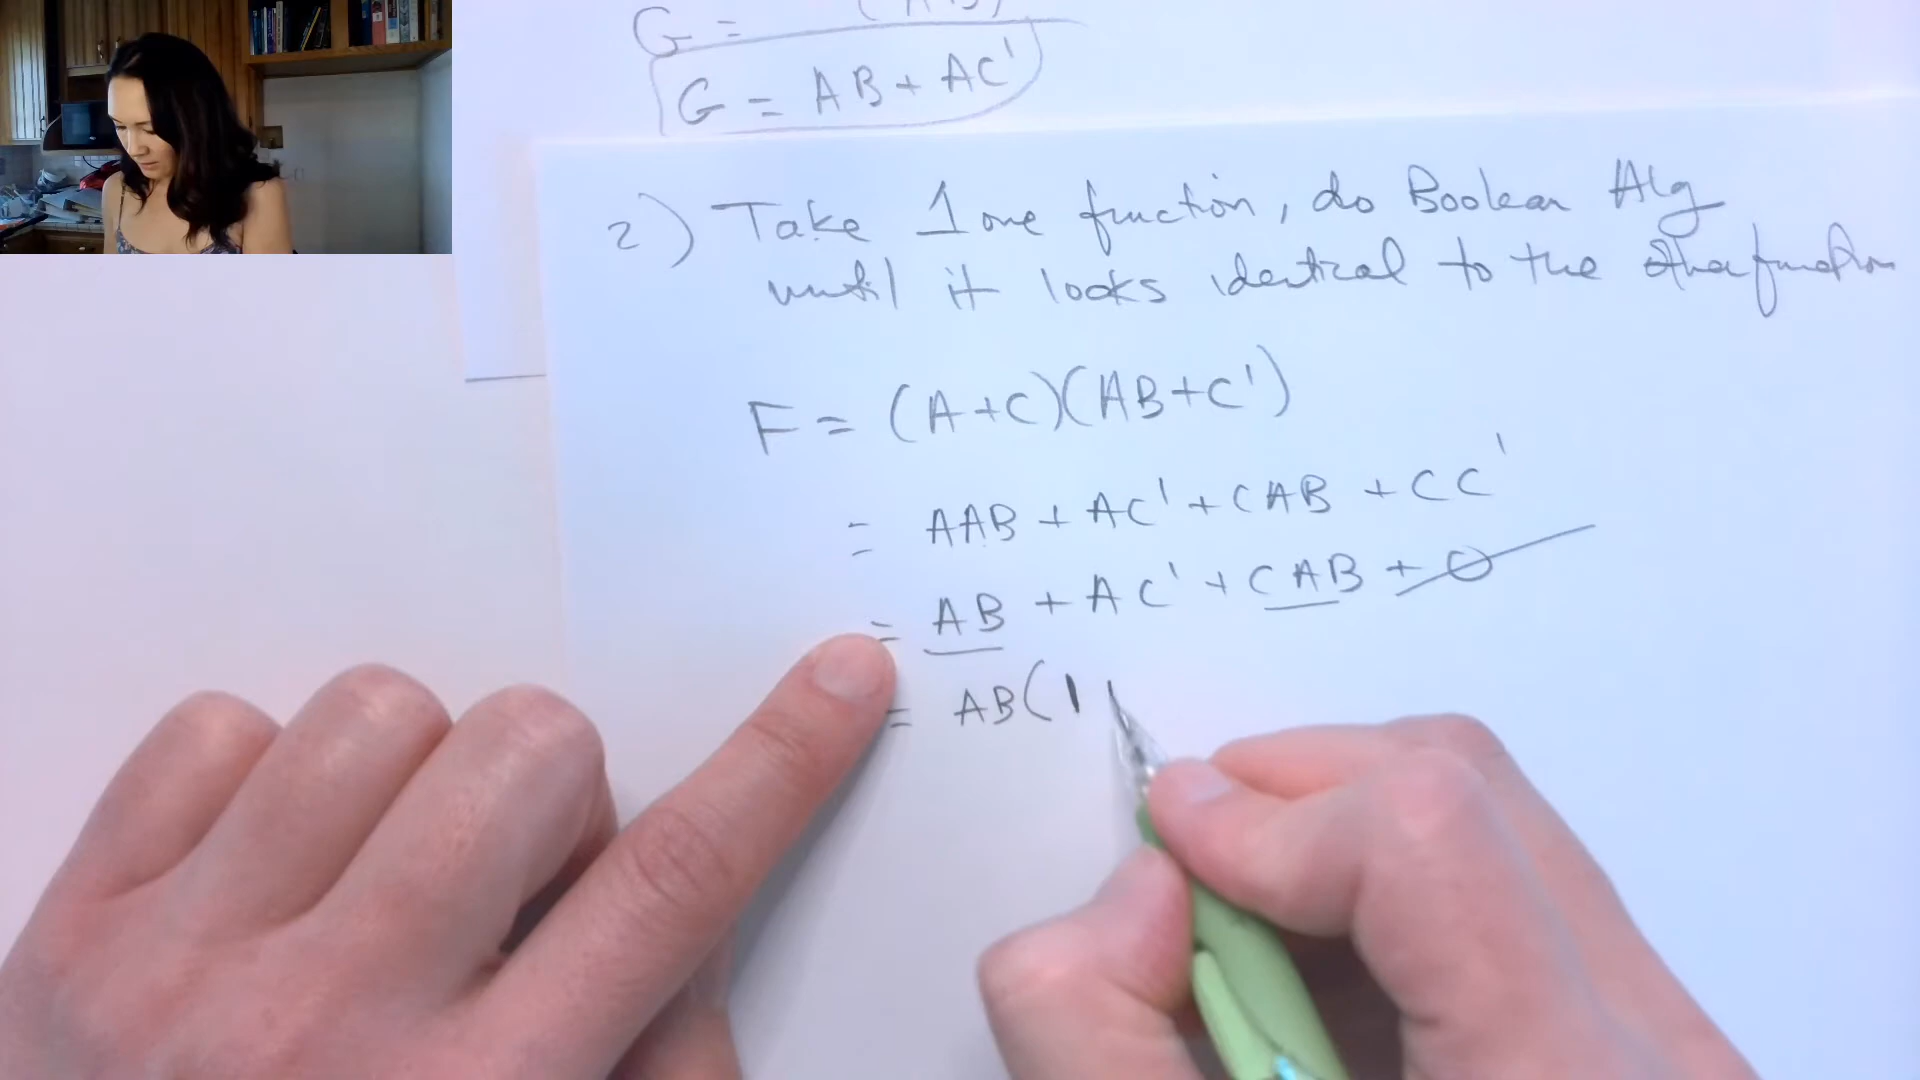 G =
G = AB + AC'
2) Take 1 one function, do Boolean Alg
until it looks identical to the other function
F = (A+C)(AB+C')
= AAB + AC' + CAB + CC'
= AB + AC' + CAB + 0
= AB(1